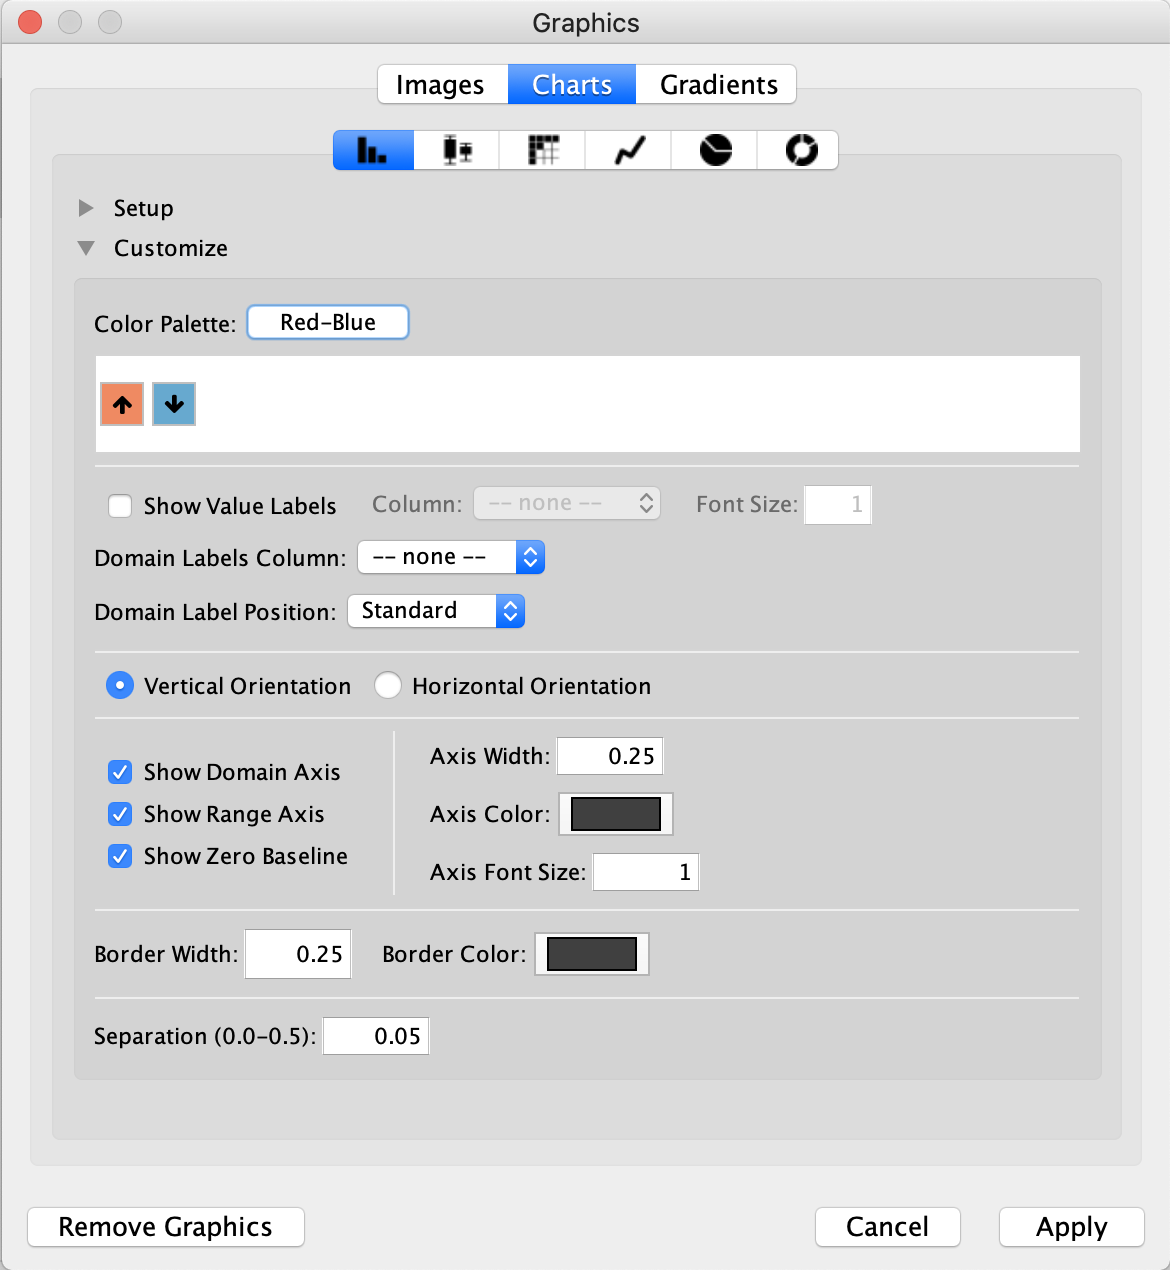 Graphics
Images Charts Gradients
Setup
Customize
Color Palette: Red-Blue
Show Value Labels Column: -- none -- Font Size: 1
Domain Labels Column: -- none --
Domain Label Position: Standard
Vertical Orientation Horizontal Orientation
Show Domain Axis
Show Range Axis
Show Zero Baseline
Axis Width: 0.25
Axis Color:
Axis Font Size: 1
Border Width: 0.25 Border Color:
Separation (0.0-0.5): 0.05
Remove Graphics Cancel Apply